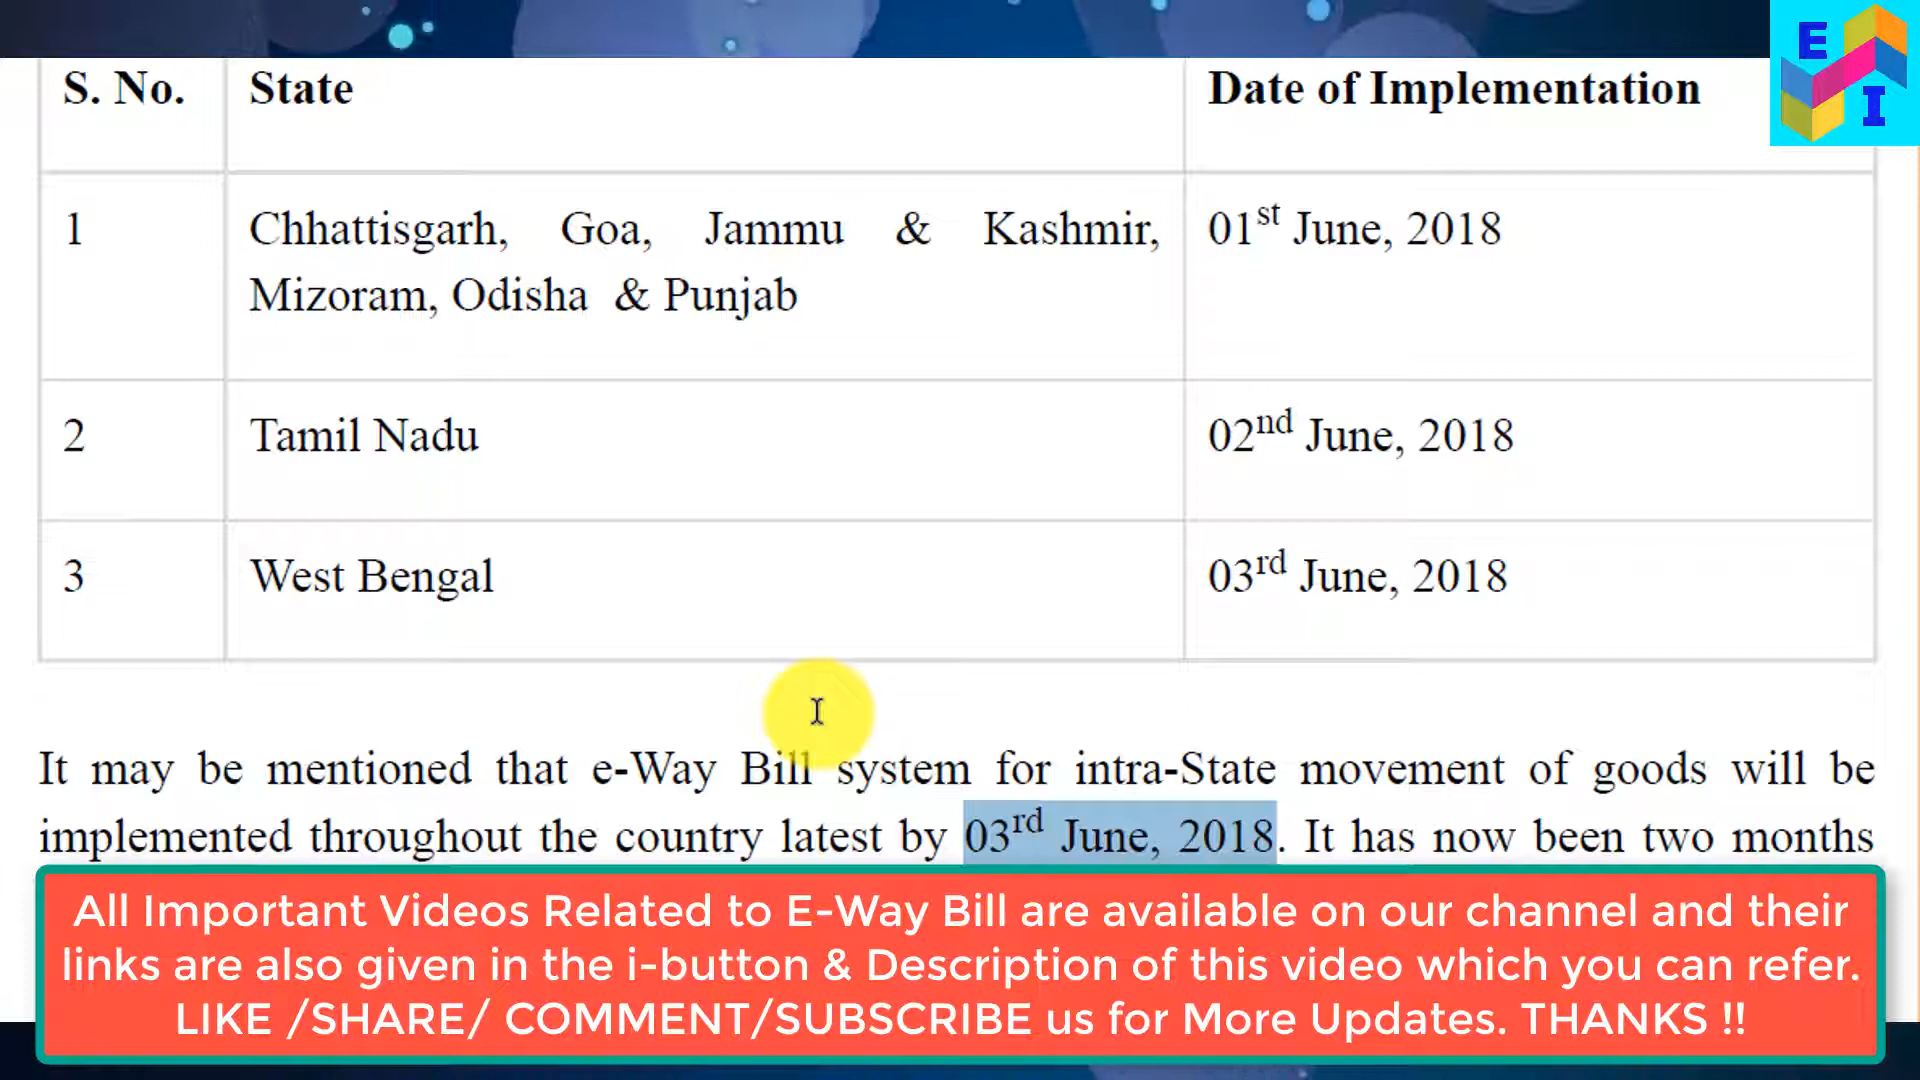 E
I
S. No. State Date of Implementation
1 Chhattisgarh, Goa, Jammu & Kashmir, 01st June, 2018
Mizoram, Odisha & Punjab
2 Tamil Nadu 02nd June, 2018
3 West Bengal 03rd June, 2018
It may be mentioned that e-Way Bill system for intra-State movement of goods will be
implemented throughout the country latest by 03rd June, 2018. It has now been two months
All Important Videos Related to E-Way Bill are available on our channel and their
links are also given in the i-button & Description of this video which you can refer.
LIKE /SHARE/ COMMENT/SUBSCRIBE us for More Updates. THANKS !!